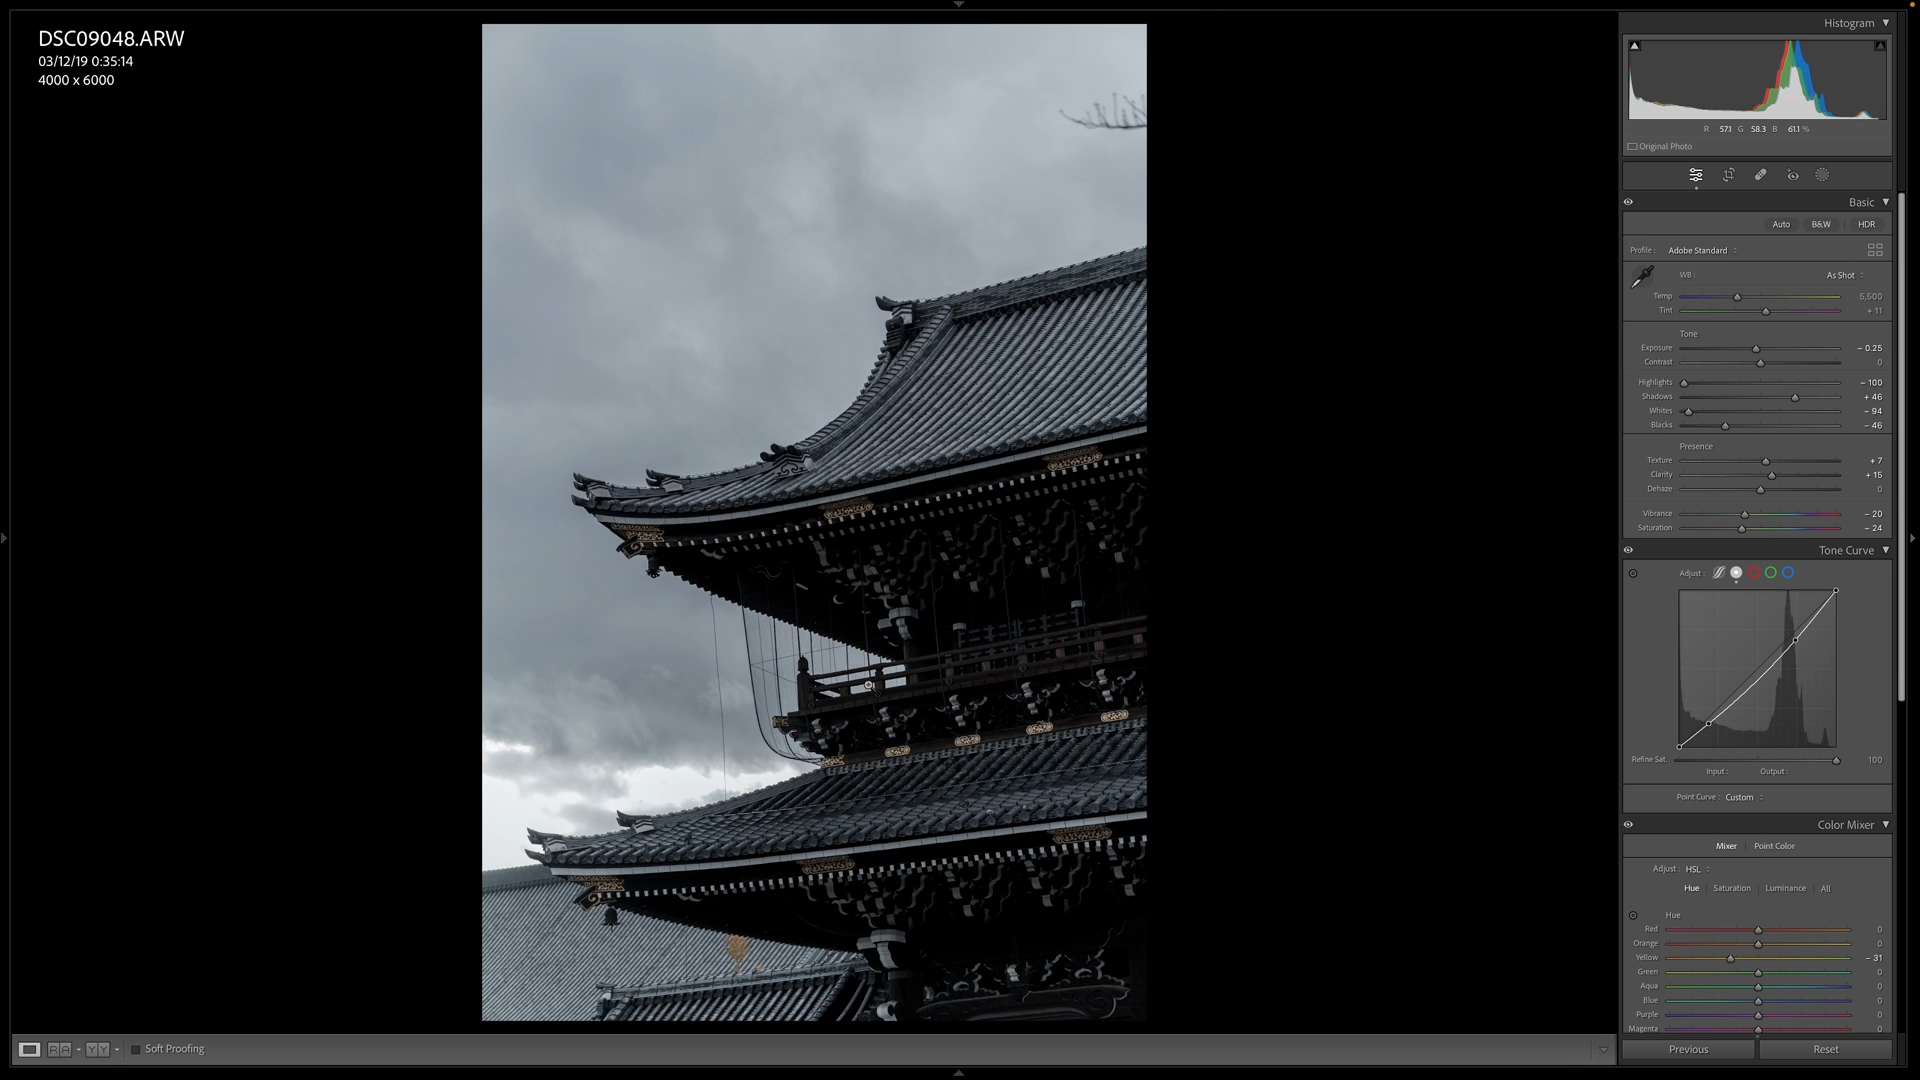 DSC09048.ARW
03/12/19 0:35:14
4000 x 6000
Histogram
R 57.1 G 58.3 B 61.1 %
Original Photo
Basic
Auto B&W HDR
Profile : Adobe Standard
WB : As Shot
Temp 5,500
Tint + 11
Tone
Exposure − 0.25
Contrast 0
Highlights − 100
Shadows + 46
Whites − 94
Blacks − 46
Presence
Texture + 7
Clarity + 15
Dehaze 0
Vibrance − 20
Saturation − 24
Tone Curve
Adjust :
Refine Sat. 100
Input : Output :
Point Curve : Custom
Color Mixer
Mixer Point Color
Adjust : HSL
Hue Saturation Luminance All
Hue
Red 0
Orange 0
Yellow − 31
Green 0
Aqua 0
Blue 0
Purple 0
Magenta 0
Previous Reset
R A Y Y Soft Proofing